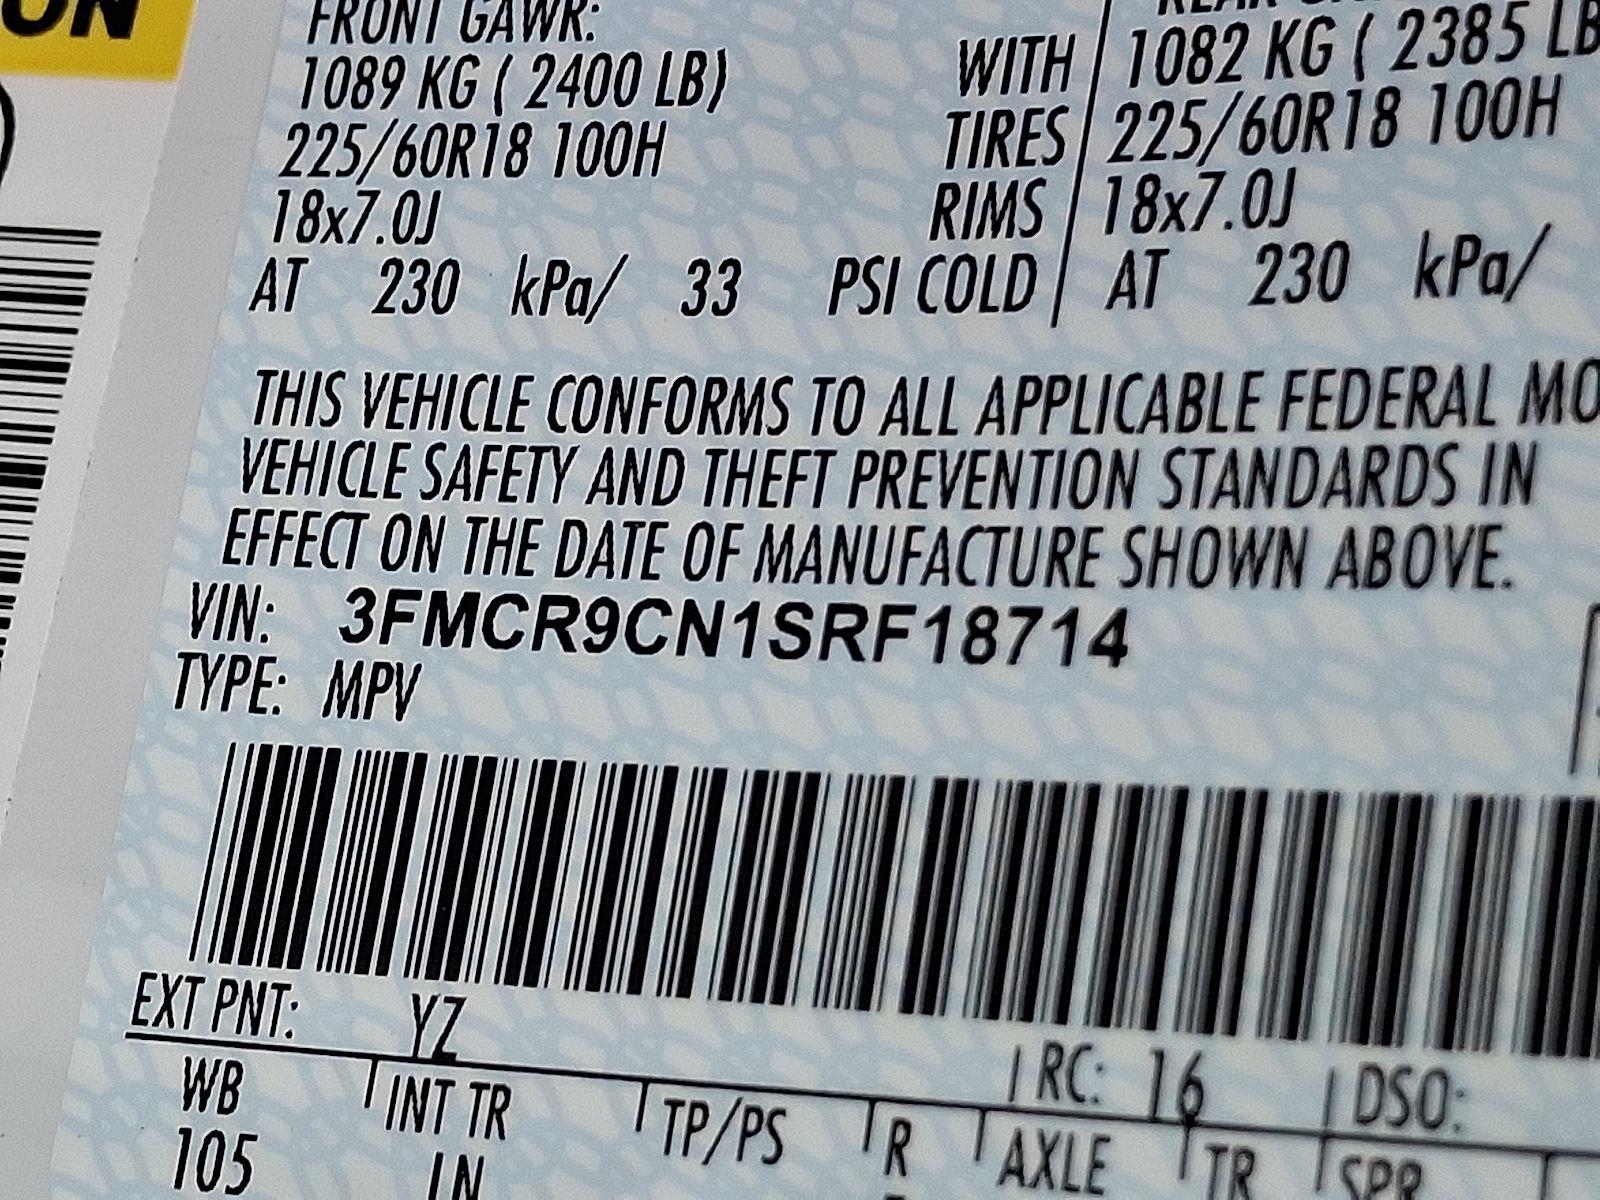 ON
FRONT GAWR:
1089 KG ( 2400 LB) WITH 1082 KG ( 2385 LB
225/60R18 100H TIRES 225/60R18 100H
18x7.0J RIMS 18x7.0J
AT 230 kPa/ 33 PSI COLD AT 230 kPa/
THIS VEHICLE CONFORMS TO ALL APPLICABLE FEDERAL MO
VEHICLE SAFETY AND THEFT PREVENTION STANDARDS IN
EFFECT ON THE DATE OF MANUFACTURE SHOWN ABOVE.
VIN: 3FMCR9CN1SRF18714
TYPE: MPV
EXT PNT: YZ RC: 16 DSO:
WB INT TR TP/PS R AXLE TR SPR
105 LN